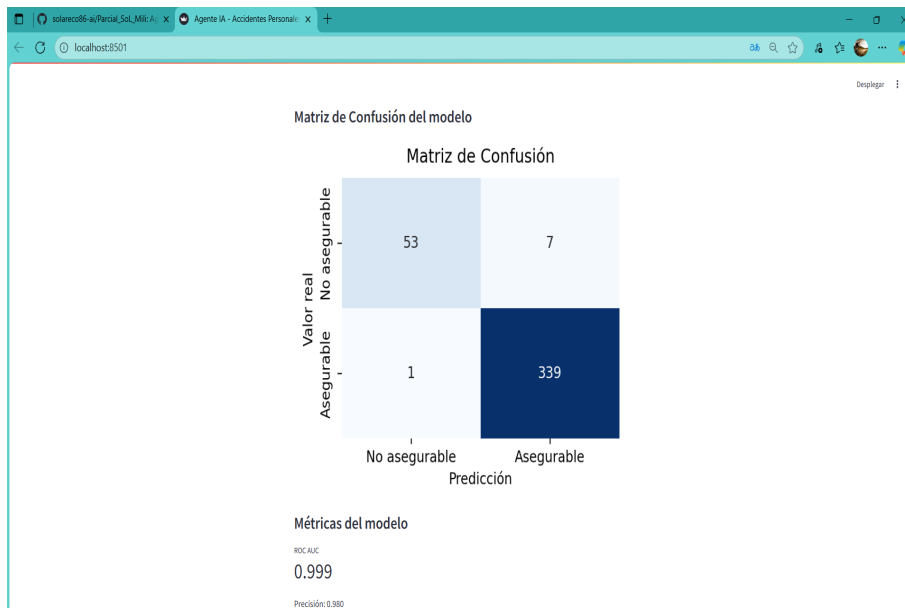 solareco86-ai/Parcial_SoL_Mili: Ag
Agente IA - Accidentes Personale
localhost:8501
Desplegar
Matriz de Confusión del modelo
Matriz de Confusión
Valor real
No asegurable
53
7
Asegurable
1
339
No asegurable
Asegurable
Predicción
Métricas del modelo
ROC AUC
0.999
Precisión: 0.980